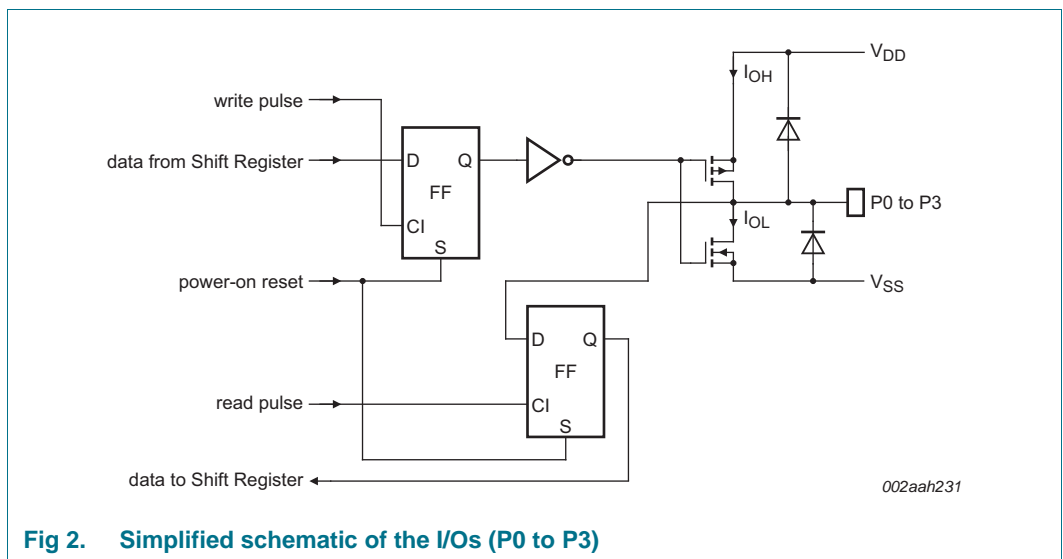 V_DD
I_OH
write pulse
data from Shift Register
D
Q
FF
CI
S
P0 to P3
I_OL
power-on reset
V_SS
D
Q
FF
read pulse
CI
S
data to Shift Register
002aah231
Fig 2. Simplified schematic of the I/Os (P0 to P3)